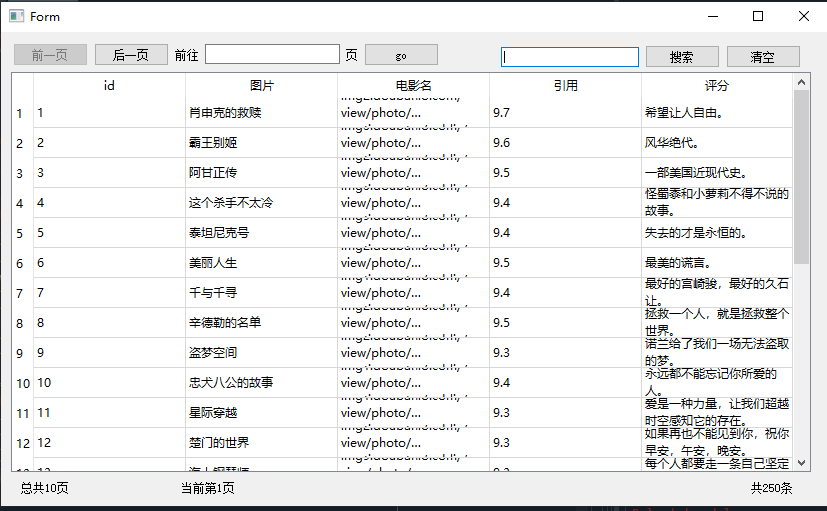 Form
前一页 后一页 前往 页 go 搜索 清空
id 图片 电影名 引用 评分
1 1 肖申克的救赎 view/photo/... 9.7 希望让人自由。
2 2 霸王别姬 view/photo/... 9.6 风华绝代。
3 3 阿甘正传 view/photo/... 9.5 一部美国近现代史。
4 4 这个杀手不太冷 view/photo/... 9.4 怪蜀黍和小萝莉不得不说的
故事。
5 5 泰坦尼克号 view/photo/... 9.4 失去的才是永恒的。
6 6 美丽人生 view/photo/... 9.5 最美的谎言。
7 7 千与千寻 view/photo/... 9.4 最好的宫崎骏，最好的久石
让。
8 8 辛德勒的名单 view/photo/... 9.5 拯救一个人，就是拯救整个
世界。
9 9 盗梦空间 view/photo/... 9.3 诺兰给了我们一场无法盗取
的梦。
10 10 忠犬八公的故事 view/photo/... 9.4 永远都不能忘记你所爱的
人。
11 11 星际穿越 view/photo/... 9.3 爱是一种力量，让我们超越
时空感知它的存在。
12 12 楚门的世界 view/photo/... 9.3 如果再也不能见到你，祝你
早安，午安，晚安。
每个人都要走一条自己坚定
总共10页 当前第1页 共250条